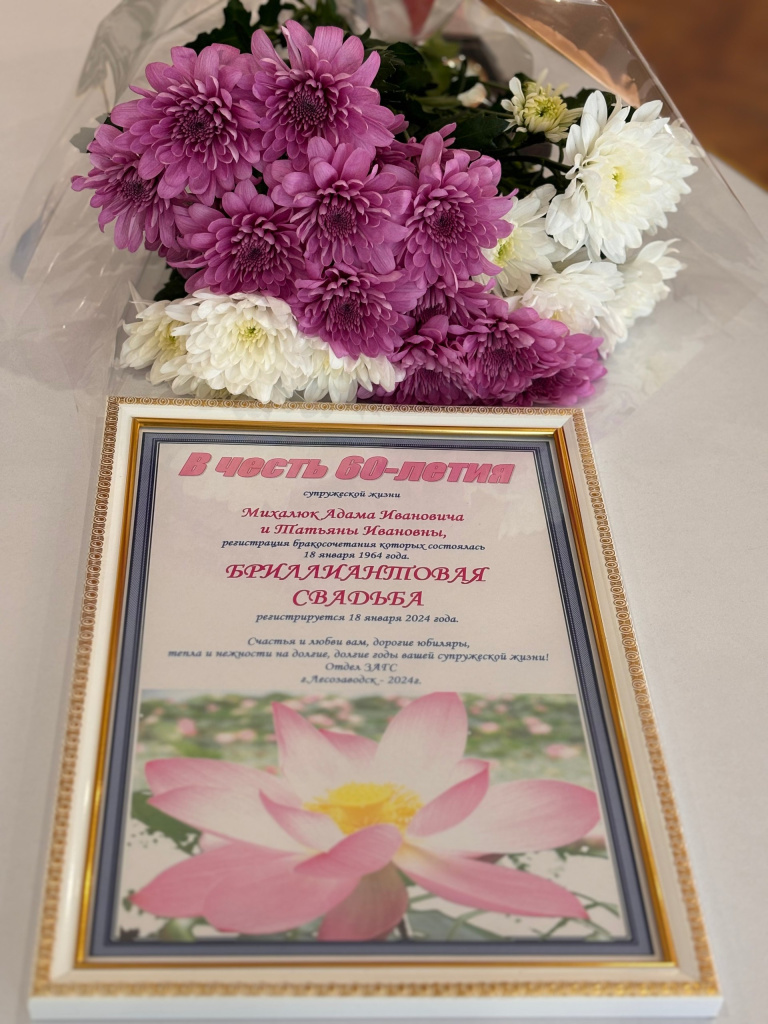 В честь 60-летия
супружеской жизни
Михалюк Адама Ивановича
и Татьяны Ивановны,
регистрация бракосочетания которых состоялась
18 января 1964 года.
БРИЛЛИАНТОВАЯ
СВАДЬБА
регистрируется 18 января 2024 года.
Счастья и любви вам, дорогие юбиляры,
тепла и нежности на долгие, долгие годы вашей супружеской жизни!
Отдел ЗАГС
г.Лесозаводск - 2024г.